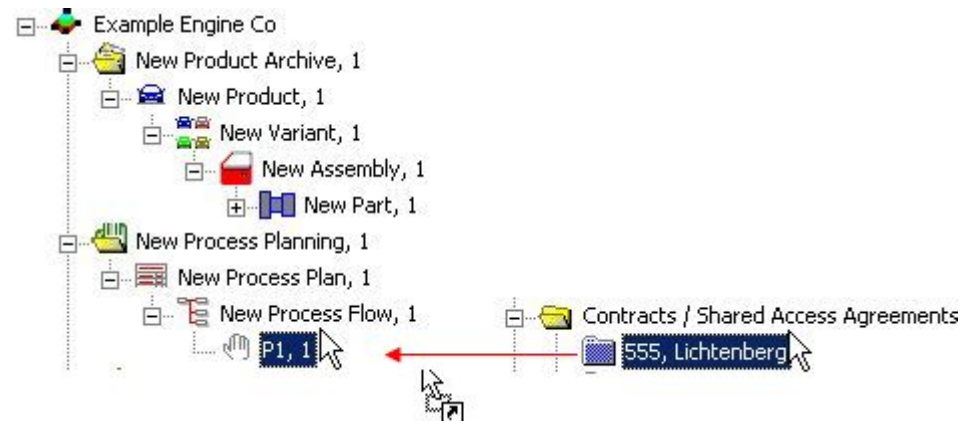 Example Engine Co
New Product Archive, 1
New Product, 1
New Variant, 1
New Assembly, 1
New Part, 1
New Process Planning, 1
New Process Plan, 1
New Process Flow, 1
P1, 1
Contracts / Shared Access Agreements
555, Lichtenberg